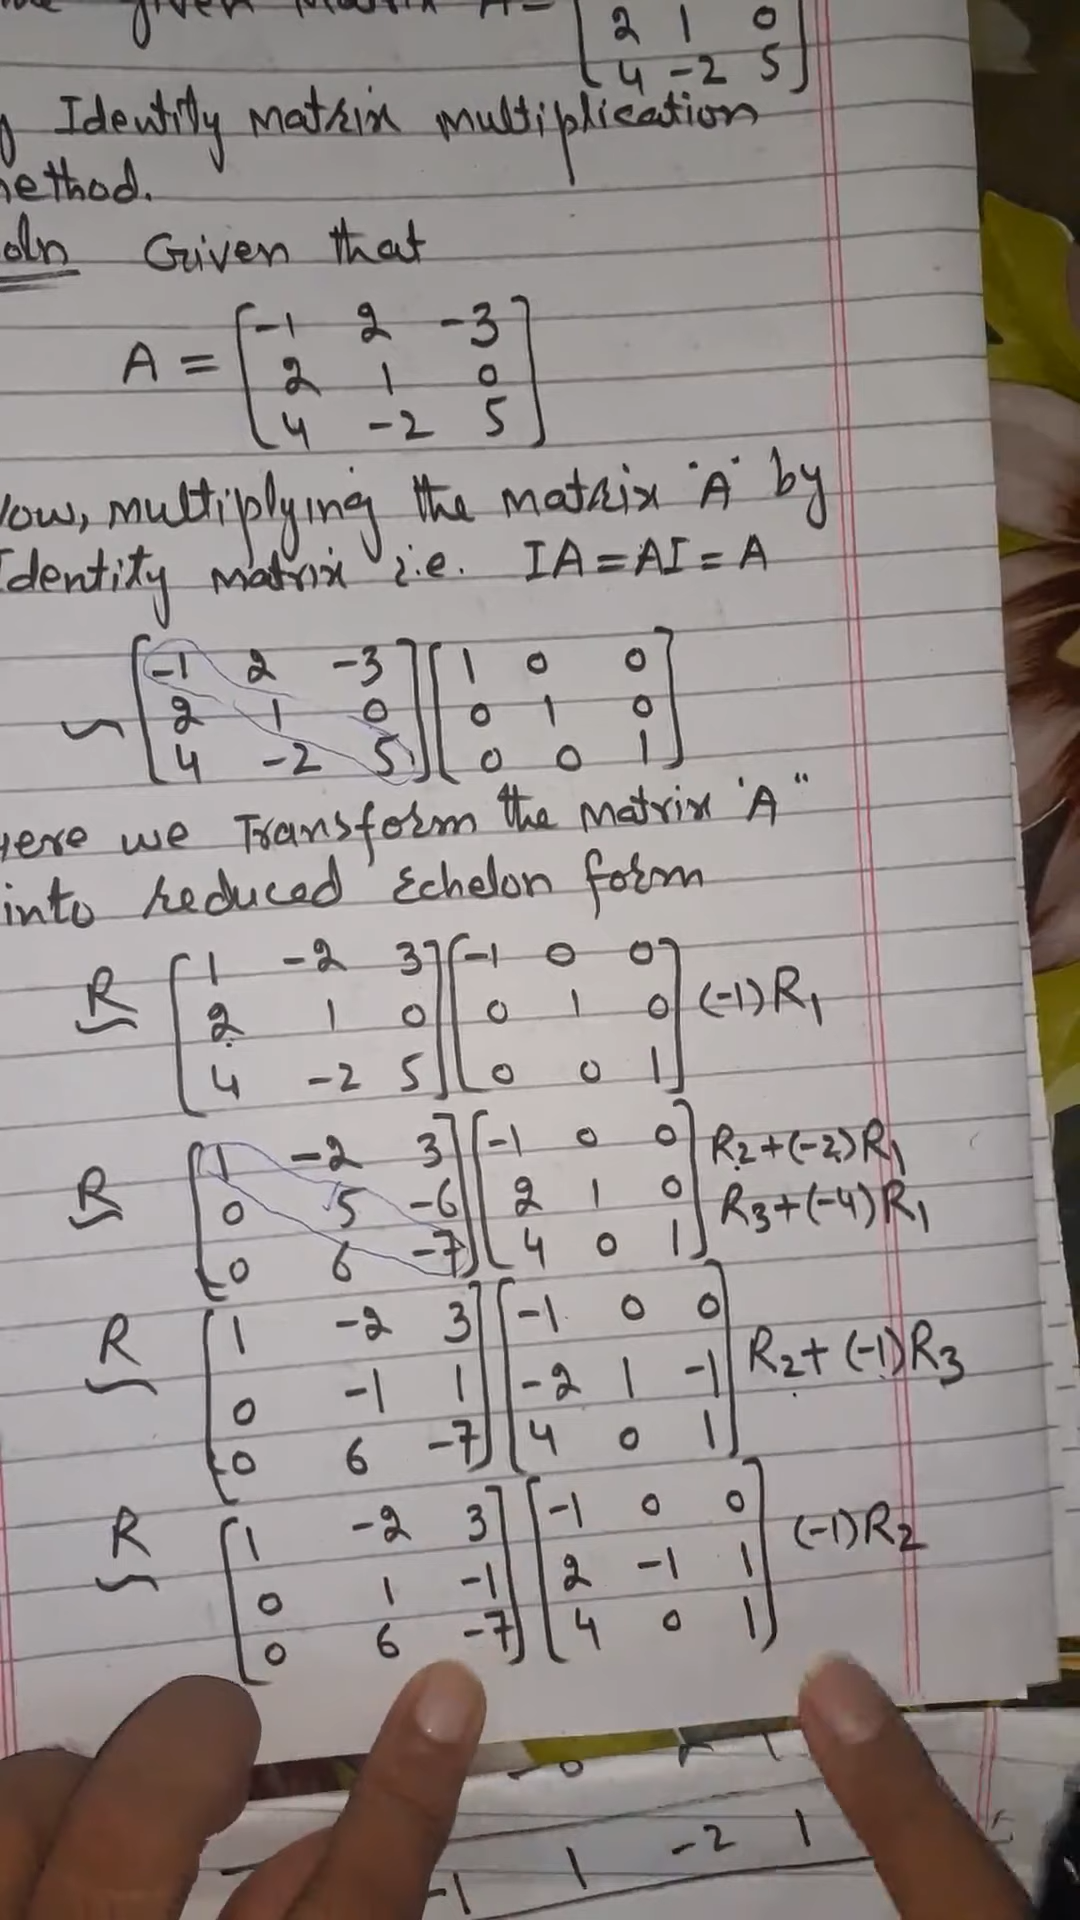 given Matrix A=
2 1 0
4 -2 5
Identity matrix multiplication
method.
oln Given that
-1 2 -3
A = 2 1 0
4 -2 5
Now, multiplying the matrix "A" by
Identity matrix i.e. IA = AI = A
-1 2 -3 1 0 0
~ 2 1 0 0 1 0
4 -2 5 0 0 1
Here we Transform the Matrix "A"
into reduced Echelon form
R ~ 1 -2 3 -1 0 0
2 1 0 0 1 0 (-1)R₁
4 -2 5 0 0 1
1 -2 3 -1 0 0 R₂+(-2)R₁
R ~ 0 5 -6 2 1 0 R₃+(-4)R₁
0 6 -7 4 0 1
R ~ 1 -2 3 -1 0 0
0 -1 1 -2 1 -1 R₂+(-1)R₃
0 6 -7 4 0 1
R ~ 1 -2 3 -1 0 0 (-1)R₂
0 1 -1 2 -1 1
0 6 -7 4 0 1
-1 1 -2 1